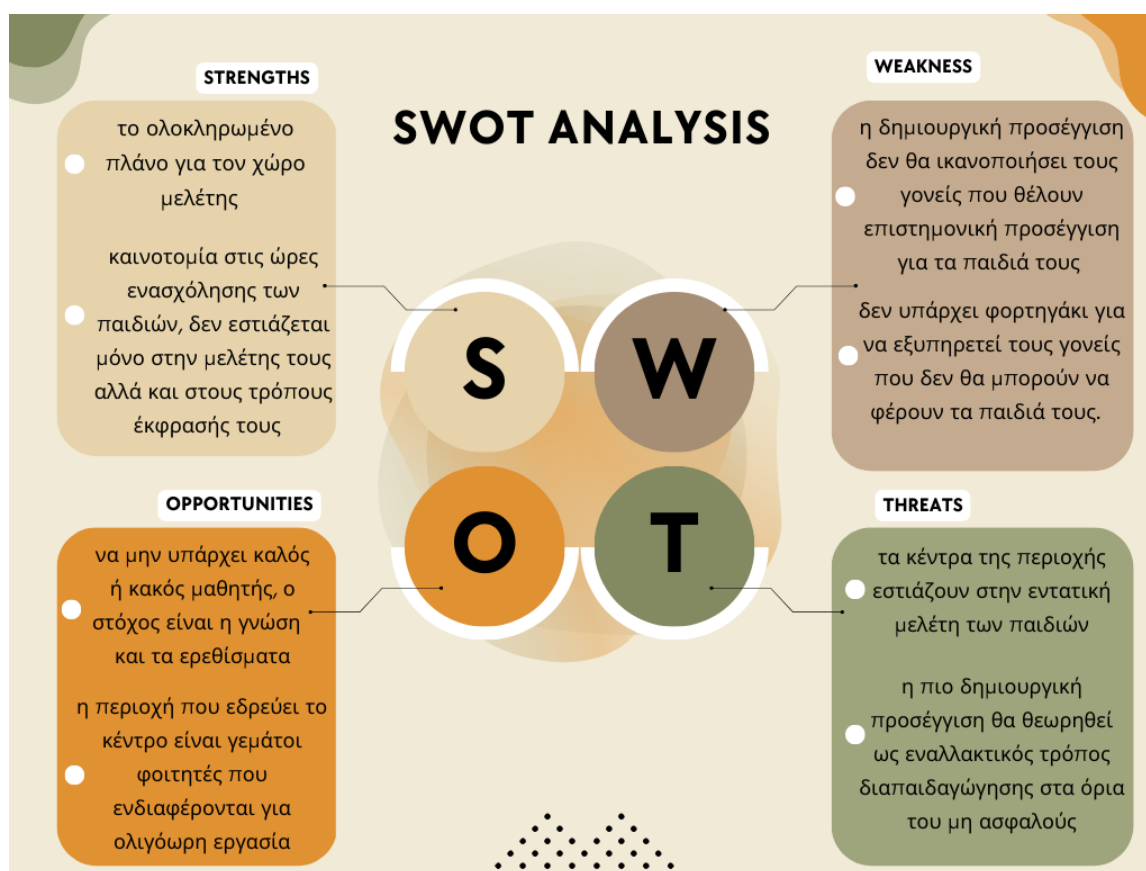 STRENGTHS
το ολοκληρωμένο
πλάνο για τον χώρο
μελέτης
καινοτομία στις ώρες
ενασχόλησης των
παιδιών, δεν εστιάζεται
μόνο στην μελέτης τους
αλλά και στους τρόπους
έκφρασής τους
SWOT ANALYSIS
WEAKNESS
η δημιουργική προσέγγιση
δεν θα ικανοποιήσει τους
γονείς που θέλουν
επιστημονική προσέγγιση
για τα παιδιά τους
δεν υπάρχει φορτηγάκι για
να εξυπηρετεί τους γονείς
που δεν θα μπορούν να
φέρουν τα παιδιά τους.
S
W
O
T
OPPORTUNITIES
να μην υπάρχει καλός
ή κακός μαθητής, ο
στόχος είναι η γνώση
και τα ερεθίσματα
η περιοχή που εδρεύει το
κέντρο είναι γεμάτοι
φοιτητές που
ενδιαφέρονται για
ολιγόωρη εργασία
THREATS
τα κέντρα της περιοχής
εστιάζουν στην εντατική
μελέτη των παιδιών
η πιο δημιουργική
προσέγγιση θα θεωρηθεί
ως εναλλακτικός τρόπος
διαπαιδαγώγησης στα όρια
του μη ασφαλούς